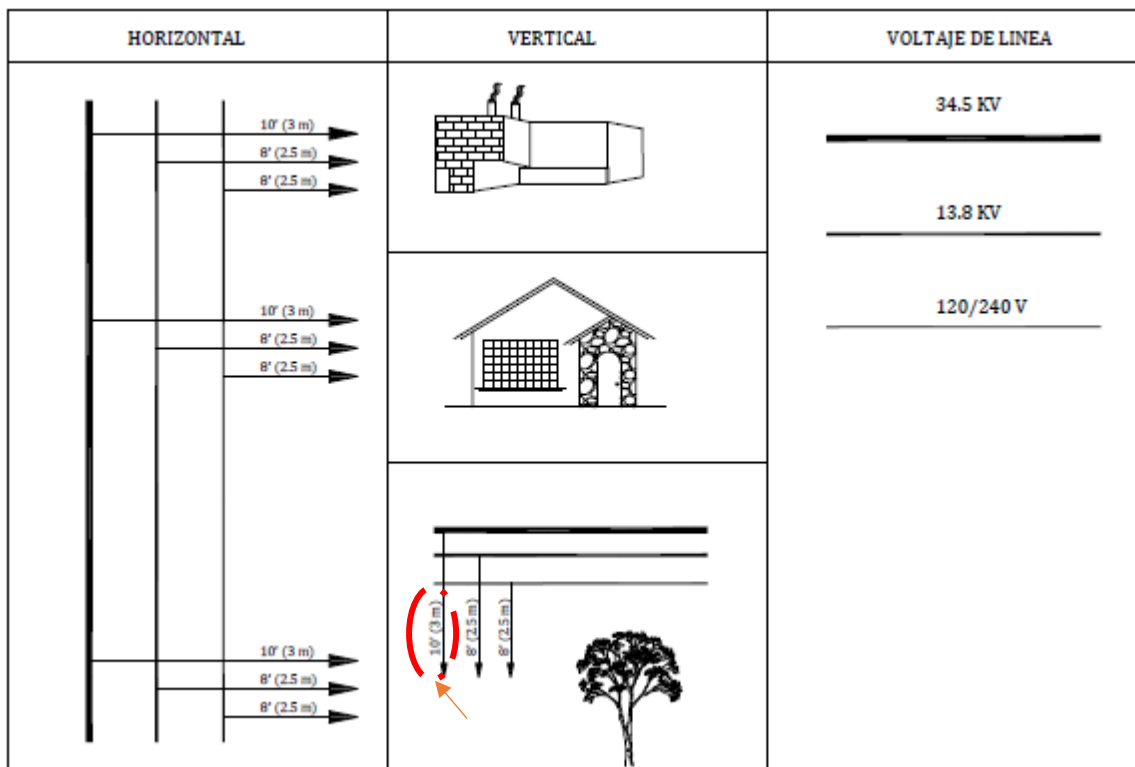 HORIZONTAL
VERTICAL
VOLTAJE DE LINEA
10' (3 m)
8' (2.5 m)
8' (2.5 m)
10' (3 m)
8' (2.5 m)
8' (2.5 m)
10' (3 m)
8' (2.5 m)
8' (2.5 m)
10' (3 m)
8' (2.5 m)
8' (2.5 m)
34.5 KV
13.8 KV
120/240 V